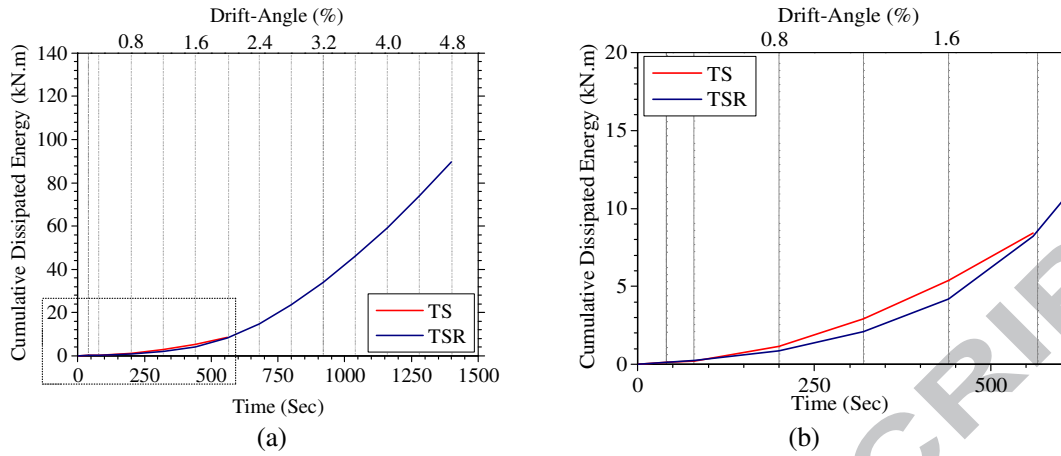 Drift-Angle (%)
0.8 1.6 2.4 3.2 4.0 4.8
140
120
100
80
60
40
20
0
Cumulative Dissipated Energy (kN.m)
TS
TSR
0 250 500 750 1000 1250 1500
Time (Sec)
(a)
Drift-Angle (%)
0.8 1.6
20
15
10
5
0
Cumulative Dissipated Energy (kN.m)
TS
TSR
0 250 500
Time (Sec)
(b)
CRIP